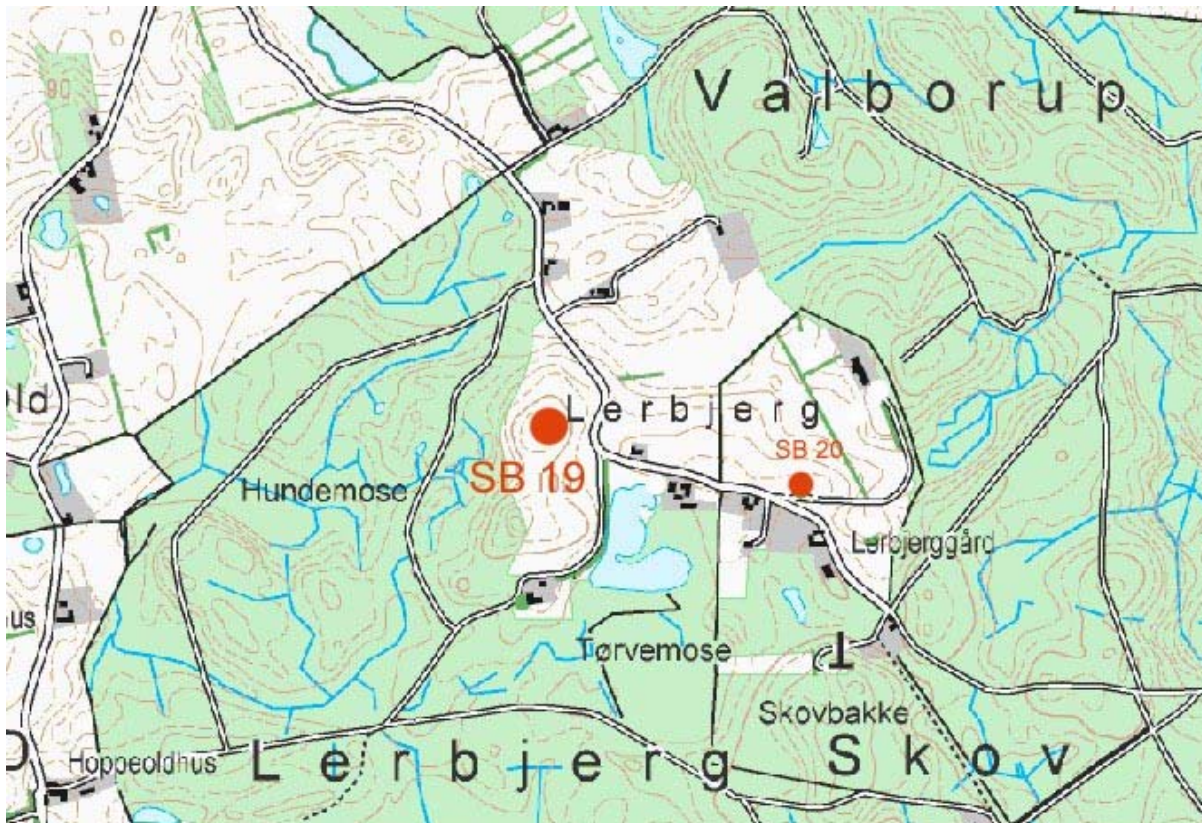 90
Valborup
ld
Lerbjerg
SB 20
SB 19
Hundemose
Lerbjerggård
us
Tørvemose
Skovbakke
Hoppeoldhus
Lerbjerg Skov